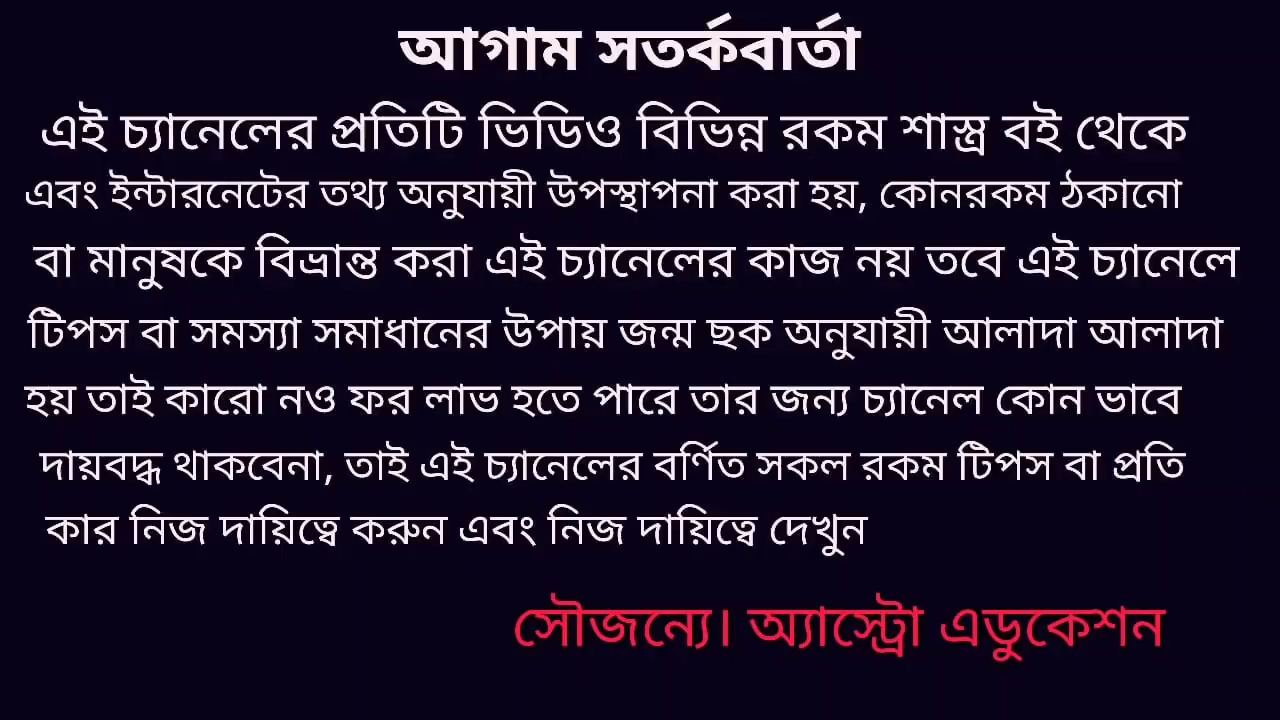 আগাম সতর্কবার্তা
এই চ্যানেলের প্রতিটি ভিডিও বিভিন্ন রকম শাস্ত্র বই থেকে
এবং ইন্টারনেটের তথ্য অনুযায়ী উপস্থাপনা করা হয়, কোনরকম ঠকানো
বা মানুষকে বিভ্রান্ত করা এই চ্যানেলের কাজ নয় তবে এই চ্যানেলে
টিপস বা সমস্যা সমাধানের উপায় জন্ম ছক অনুযায়ী আলাদা আলাদা
হয় তাই কারো নও ফর লাভ হতে পারে তার জন্য চ্যানেল কোন ভাবে
দায়বদ্ধ থাকবেনা, তাই এই চ্যানেলের বর্ণিত সকল রকম টিপস বা প্রতি
কার নিজ দায়িত্বে করুন এবং নিজ দায়িত্বে দেখুন
সৌজন্যে। অ্যাস্ট্রো এডুকেশন